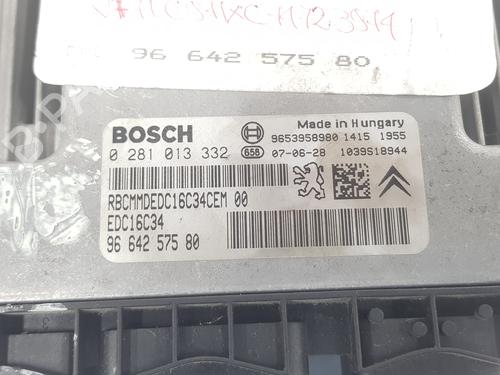 96 642 575 80
BOSCH
Made in Hungary
9653958980 1415 1955
0 281 013 332 658 07-06-28 1039S18944
RBCMMDEDC16C34CEM 00
EDC16C34
96 642 575 80